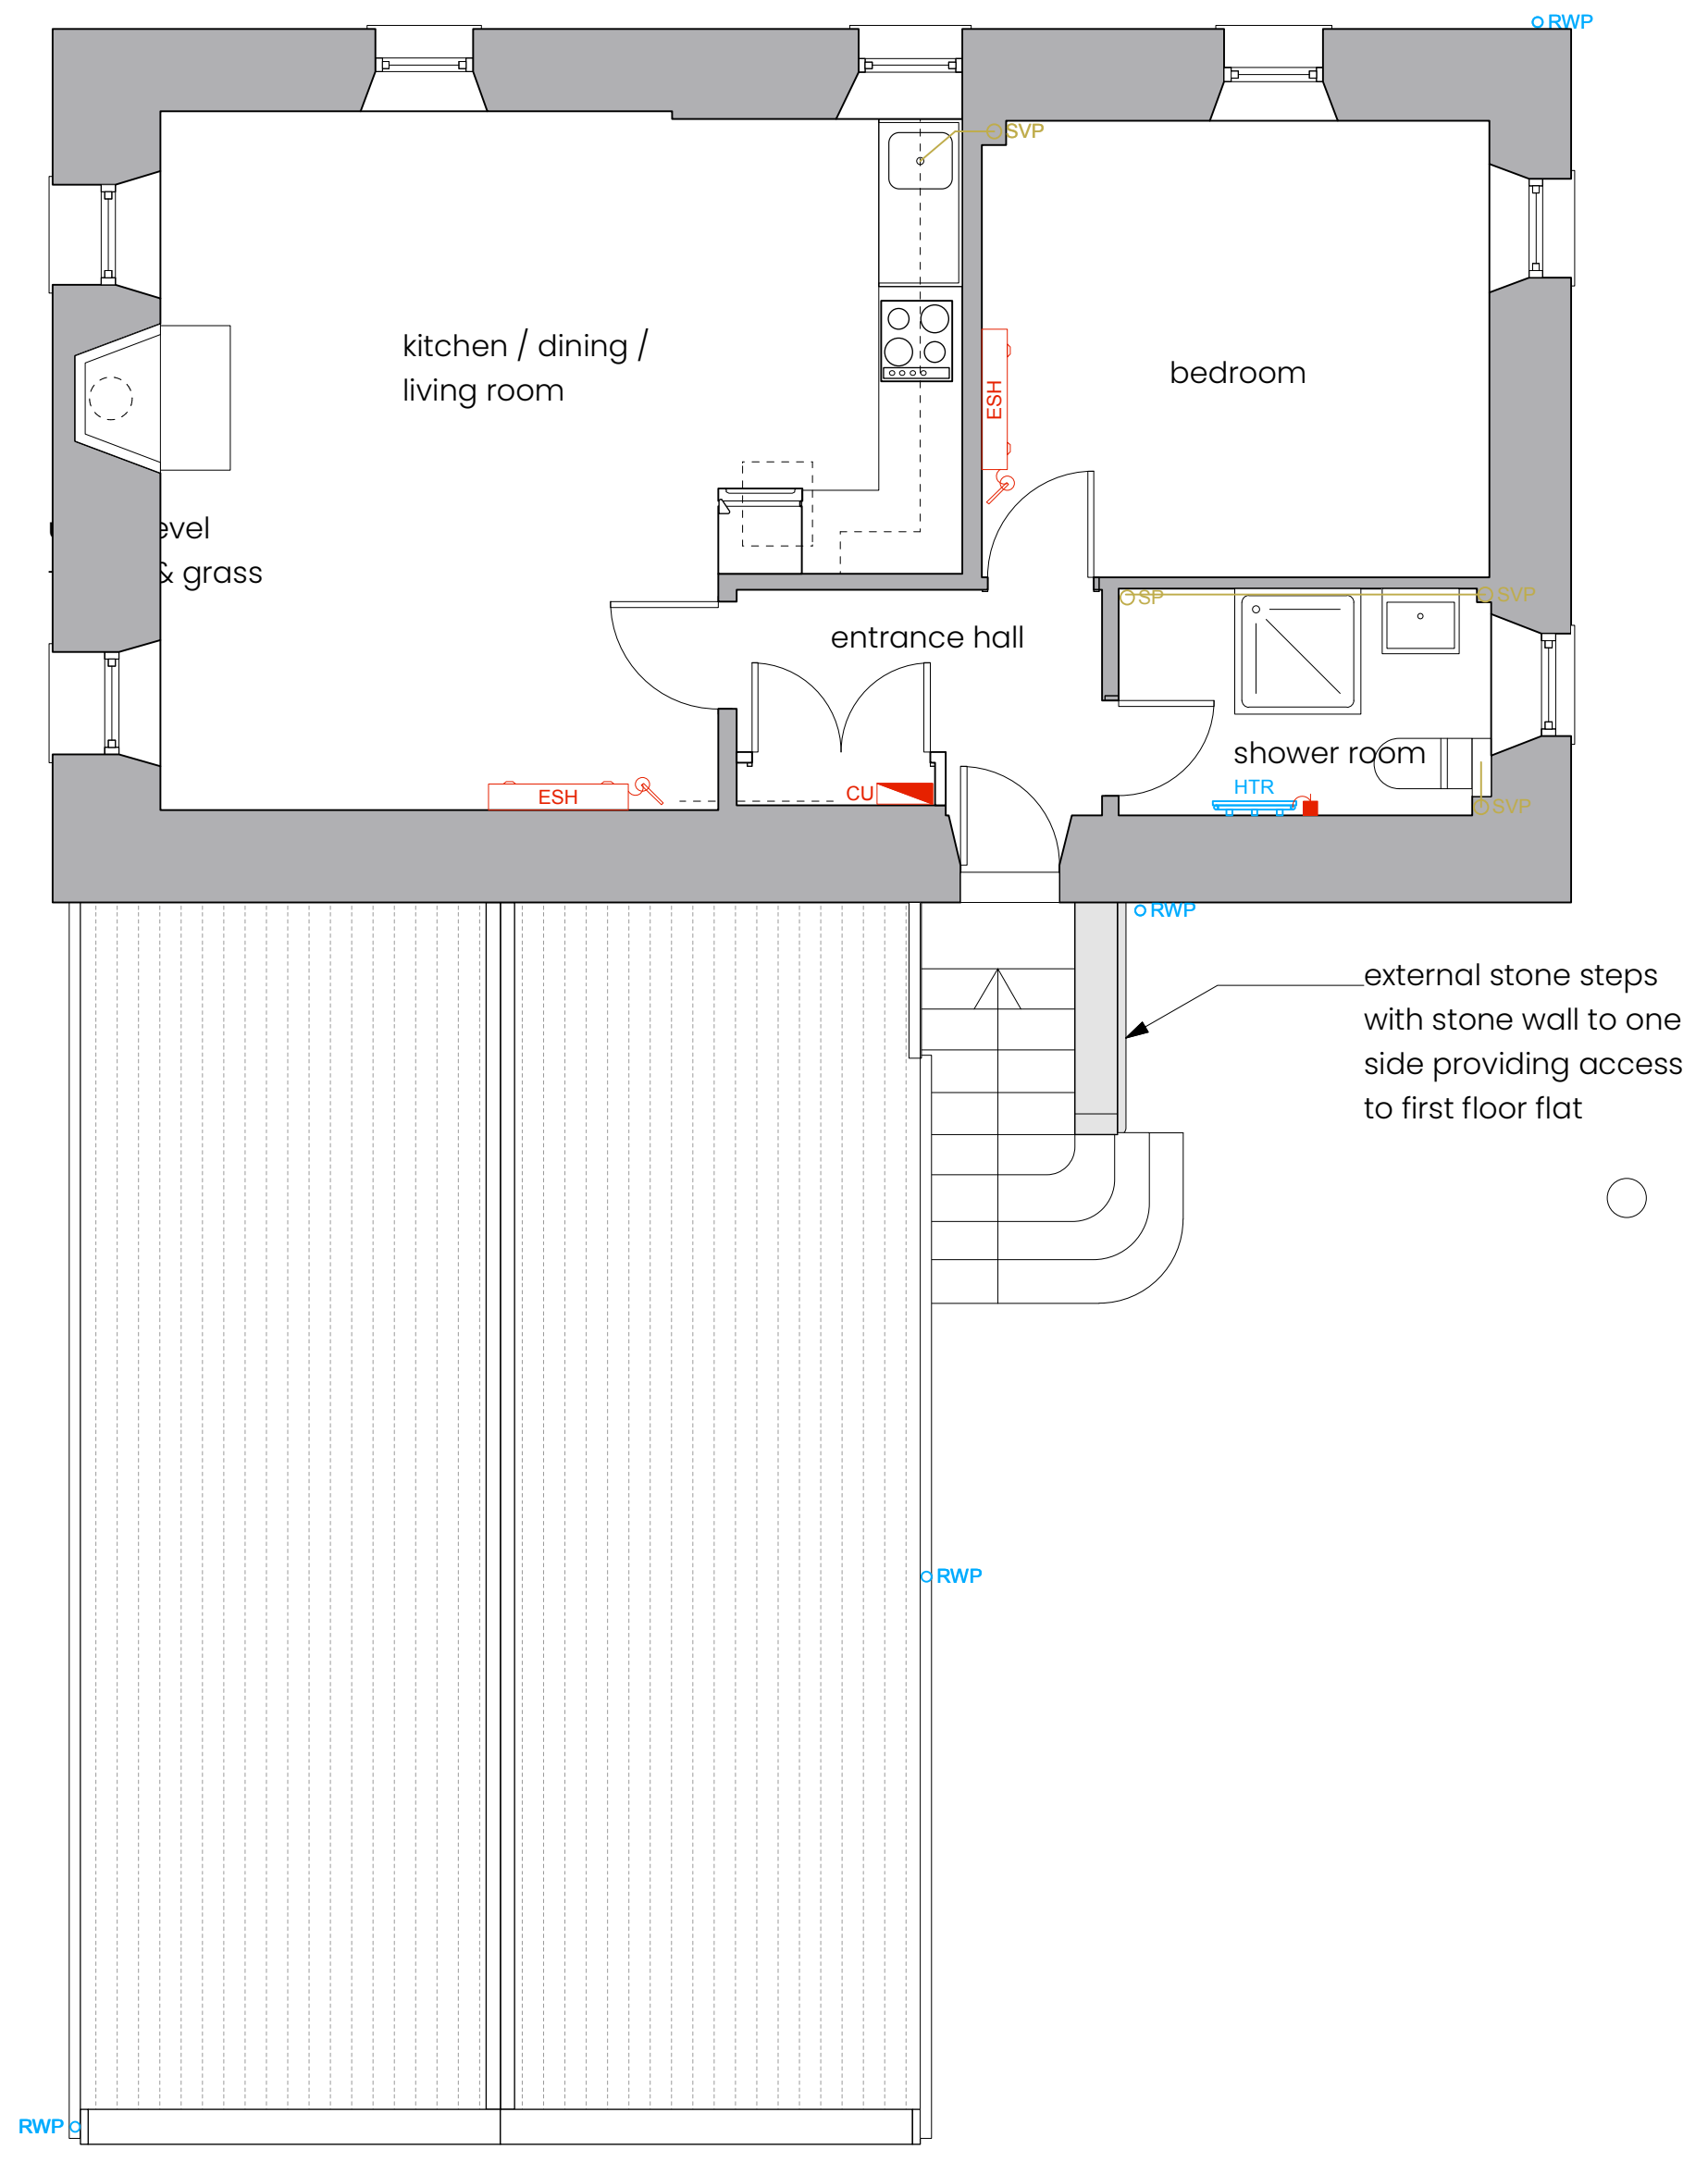 RWP
SVP
kitchen / dining /
living room
bedroom
ESH
& grass
SP
SVP
entrance hall
shower room
HTR
ESH
CU
SVP
RWP
external stone steps
with stone wall to one
side providing access
to first floor flat
RWP
RWP